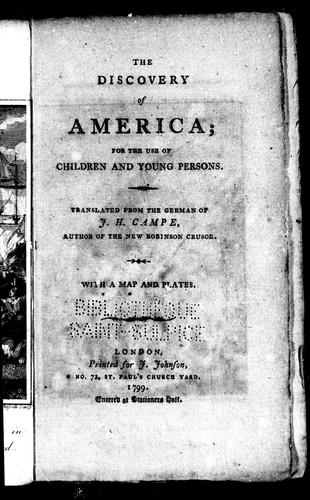 THE
DISCOVERY
of
AMERICA;
FOR THE USE OF
CHILDREN AND YOUNG PERSONS.
TRANSLATED FROM THE GERMAN OF
J. H. CAMPE,
AUTHOR OF THE NEW ROBINSON CRUSOE.
WITH A MAP AND PLATES.
BIBLIOTHEQUE
SAINT-SULPICE
LONDON,
Printed for J. Johnson,
NO. 72, ST. PAUL'S CHURCH YARD.
1799.
Entered at Stationers Hall.
in